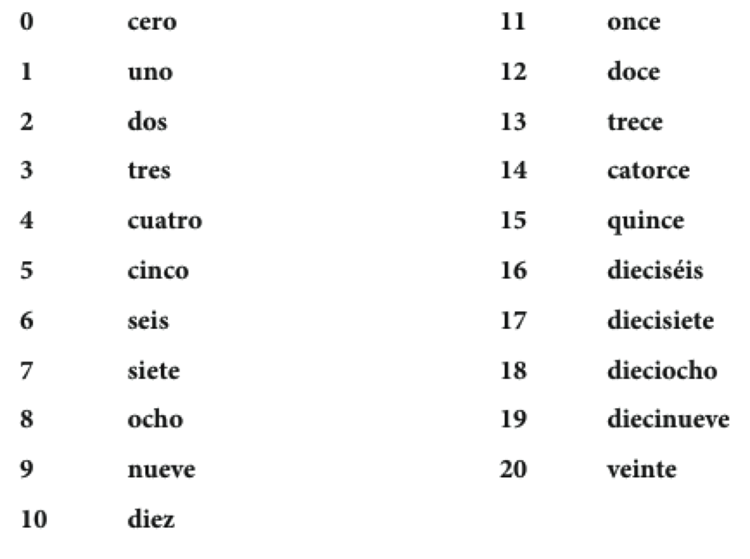 0 cero 11 once
1 uno 12 doce
2 dos 13 trece
3 tres 14 catorce
4 cuatro 15 quince
5 cinco 16 dieciséis
6 seis 17 diecisiete
7 siete 18 dieciocho
8 ocho 19 diecinueve
9 nueve 20 veinte
10 diez